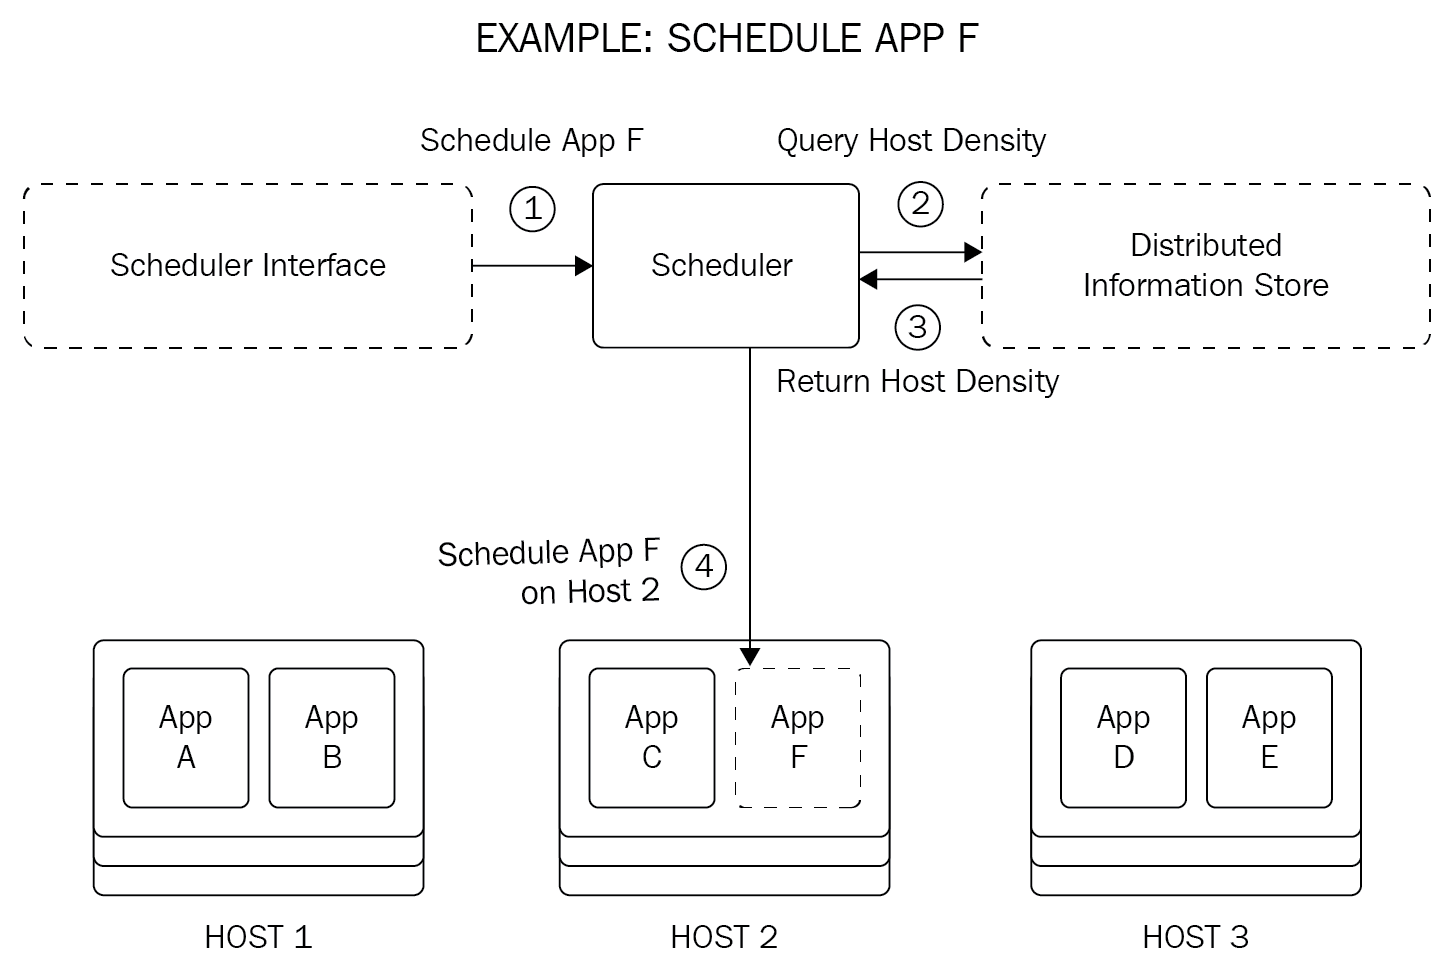 EXAMPLE: SCHEDULE APP F
Schedule App F
Query Host Density
1
2
Scheduler Interface
Scheduler
Distributed
Information Store
3
Return Host Density
Schedule App F
on Host 2
4
App
A
App
B
App
C
App
F
App
D
App
E
HOST 1
HOST 2
HOST 3